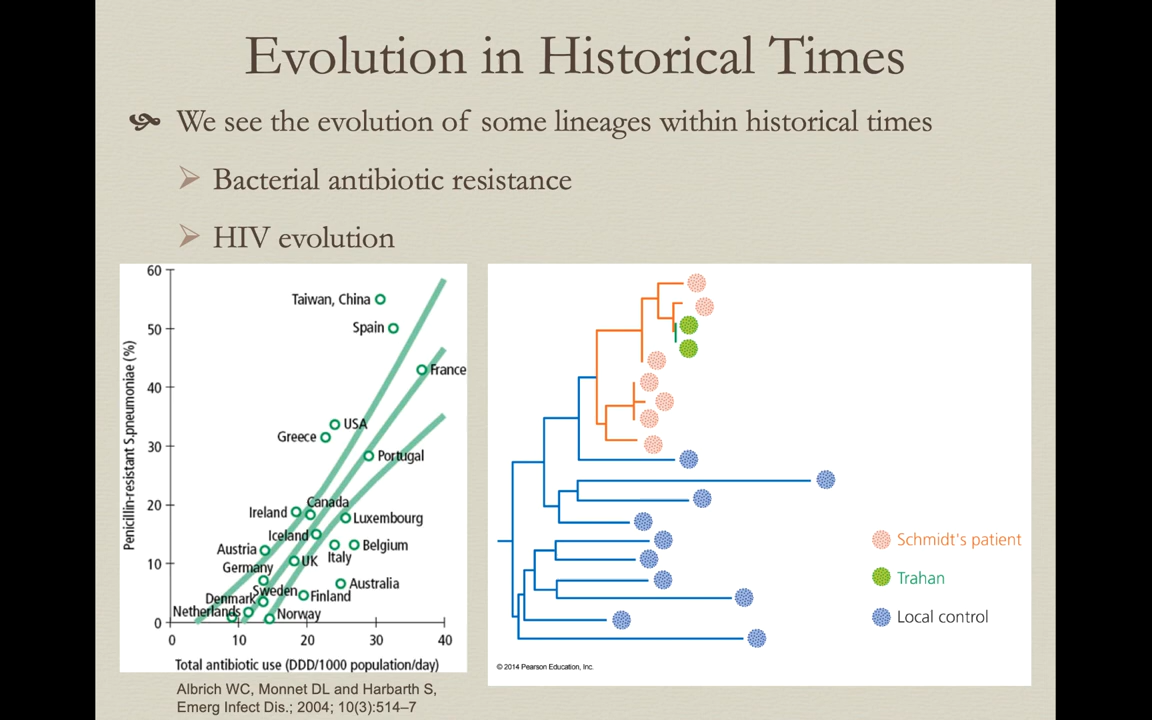 Evolution in Historical Times
We see the evolution of some lineages within historical times
Bacterial antibiotic resistance
HIV evolution
Penicillin-resistant S.pneumoniae (%)
60
50
40
30
20
10
0
Taiwan, China
Spain
France
USA
Greece
Portugal
Canada
Ireland
Luxembourg
Iceland
Austria
Italy
Belgium
UK
Germany
Australia
Sweden
Finland
Denmark
Netherlands
Norway
0 10 20 30 40
Total antibiotic use (DDD/1000 population/day)
Albrich WC, Monnet DL and Harbarth S,
Emerg Infect Dis.; 2004; 10(3):514–7
Schmidt's patient
Trahan
Local control
© 2014 Pearson Education, Inc.